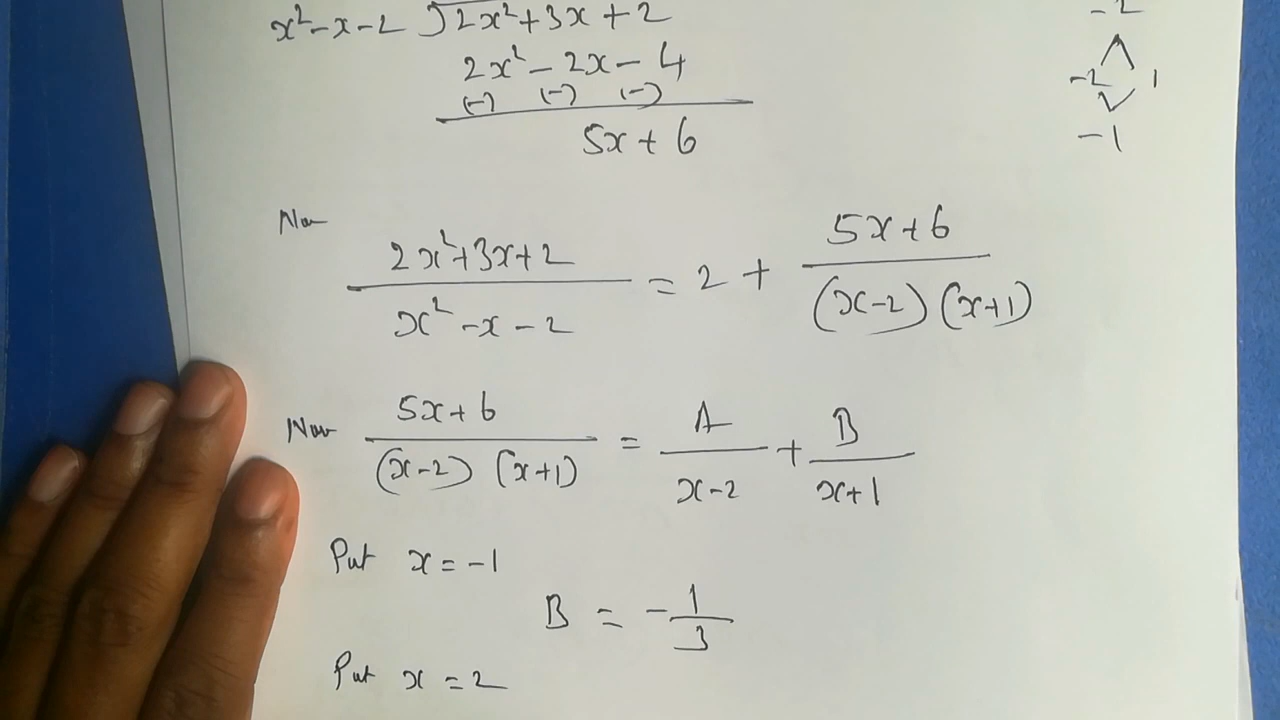 x²-x-2 ) 2x²+3x+2
2x²-2x-4
(-) (-) (-)
5x+6
-2
-2 1
-1
Now
2x²+3x+2 / x²-x-2 = 2 + 5x+6 / (x-2)(x+1)
Now 5x+6 / (x-2)(x+1) = A / x-2 + B / x+1
Put x=-1
B = -1/3
Put x=2